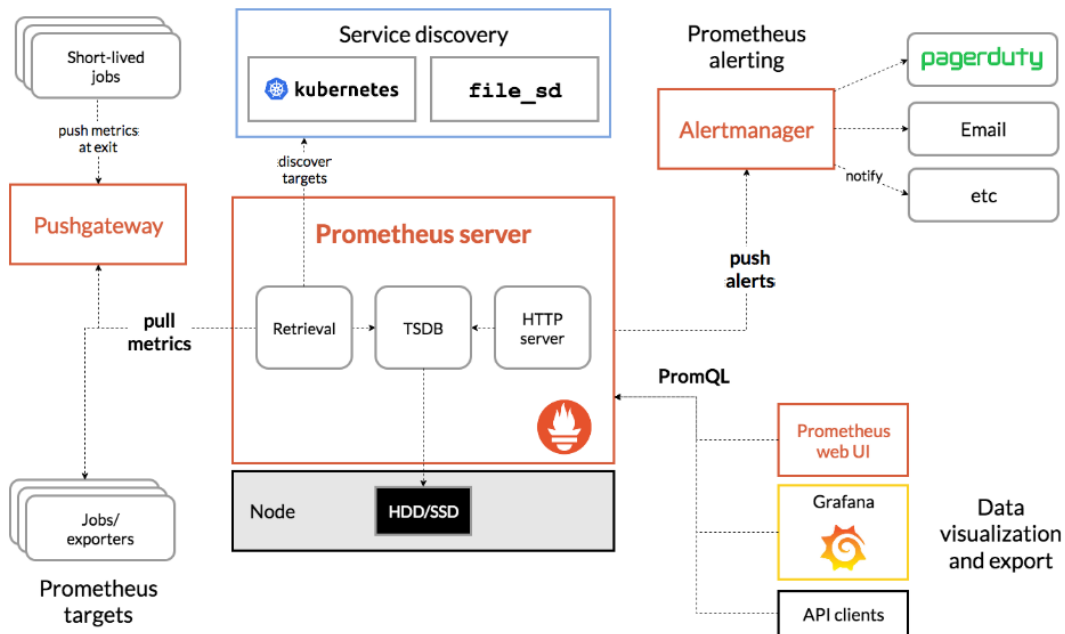 Short-lived
jobs
push metrics
at exit
Pushgateway
Service discovery
kubernetes
file_sd
discover
targets
Prometheus
alerting
Alertmanager
pagerduty
Email
notify
etc
Prometheus server
Retrieval
TSDB
HTTP
server
pull
metrics
push
alerts
PromQL
Node
HDD/SSD
Jobs/
exporters
Prometheus
targets
Prometheus
web UI
Grafana
API clients
Data
visualization
and export